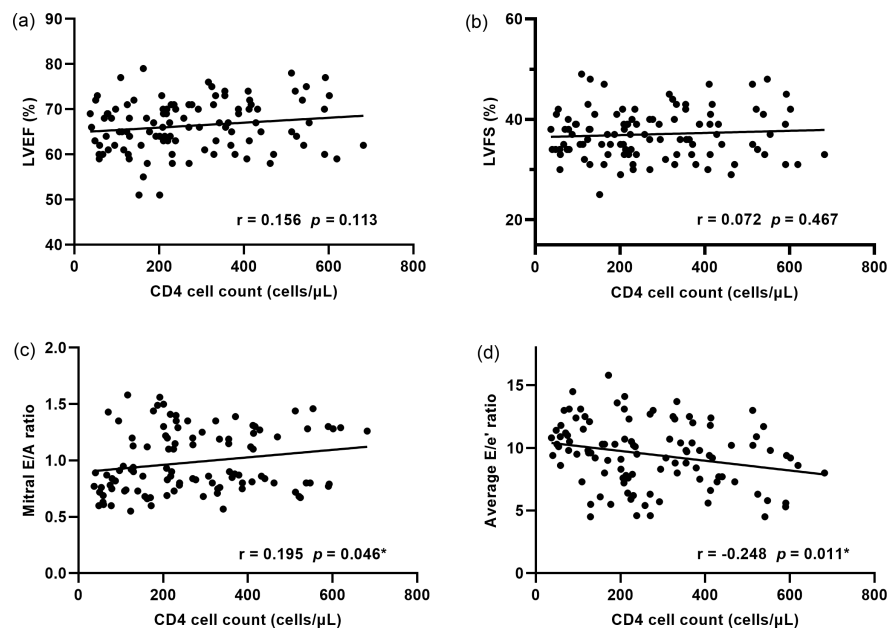 (a)
90
80
70
60
50
40
LVEF (%)
r = 0.156 p = 0.113
0 200 400 600 800
CD4 cell count (cells/μL)
(b)
60
40
20
LVFS (%)
r = 0.072 p = 0.467
0 100 200 300 400 500 600 700 800
CD4 cell count (cells/μL)
(c)
2.0
1.5
1.0
0.5
0.0
Mitral E/A ratio
r = 0.195 p = 0.046*
0 200 400 600 800
CD4 cell count (cells/μL)
(d)
15
10
5
0
Average E/e' ratio
r = -0.248 p = 0.011*
0 200 400 600 800
CD4 cell count (cells/μL)